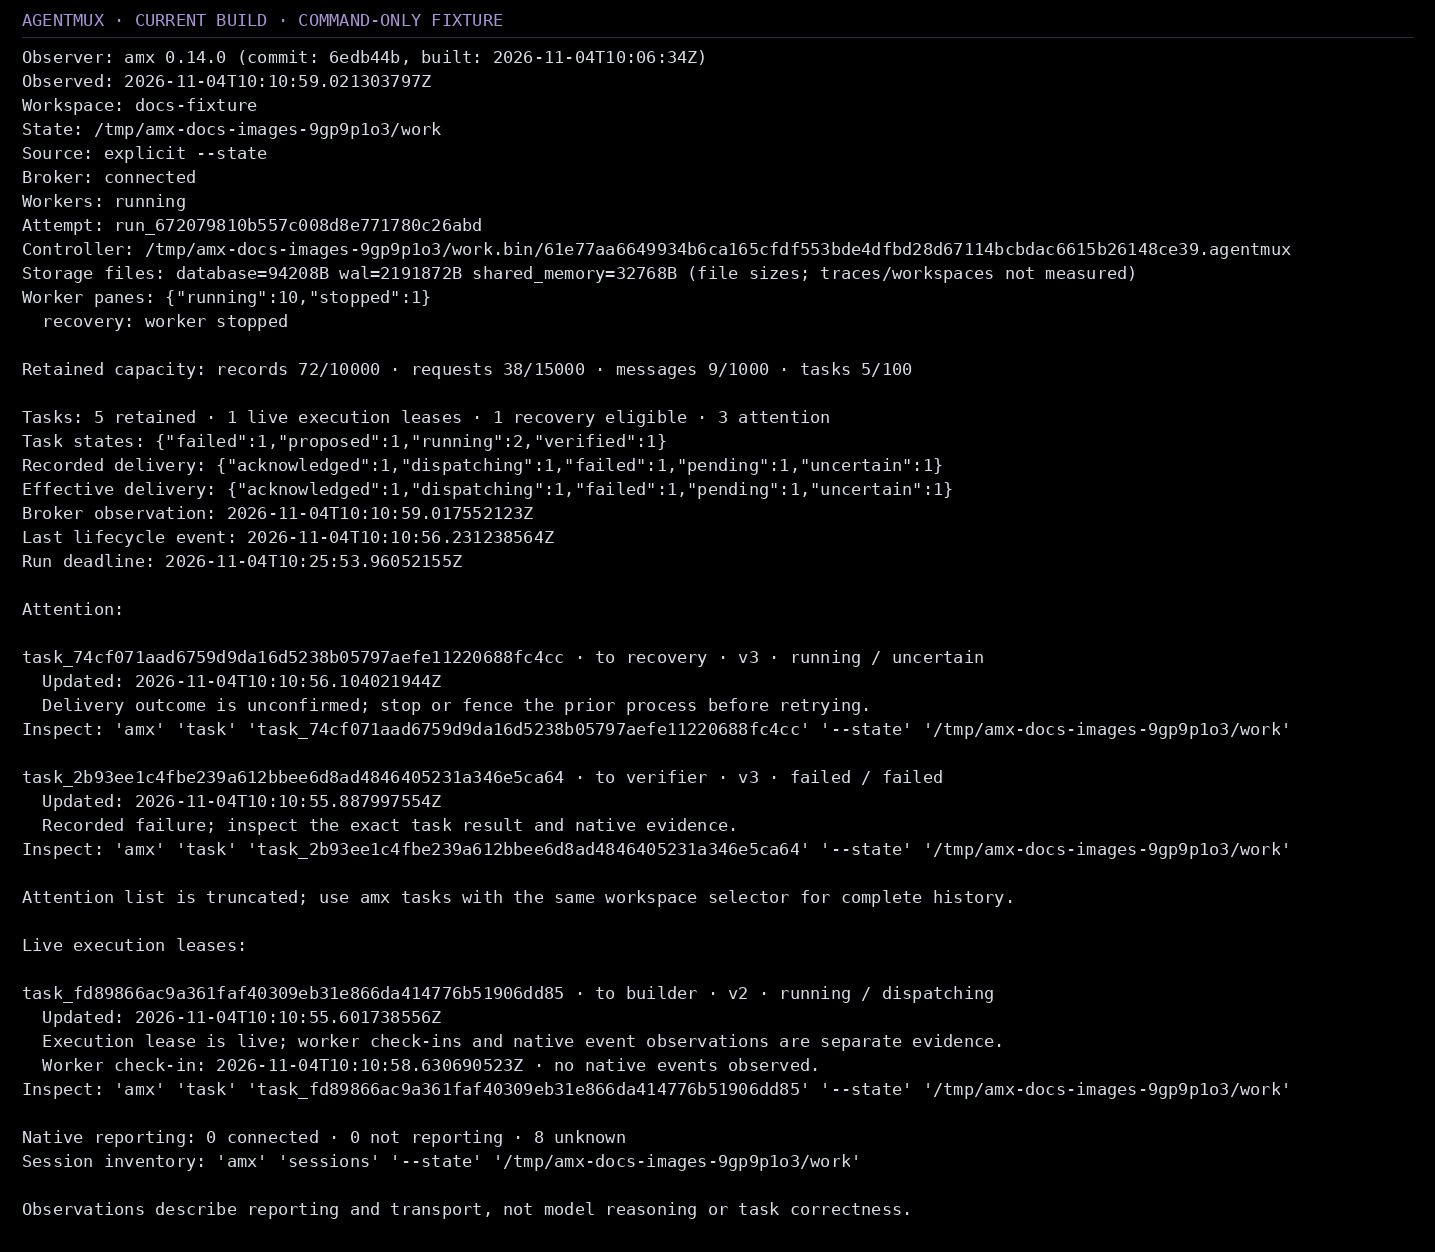 AGENTMUX · CURRENT BUILD · COMMAND-ONLY FIXTURE
Observer: amx 0.14.0 (commit: 6edb44b, built: 2026-11-04T10:06:34Z)
Observed: 2026-11-04T10:10:59.021303797Z
Workspace: docs-fixture
State: /tmp/amx-docs-images-9gp9p1o3/work
Source: explicit --state
Broker: connected
Workers: running
Attempt: run_672079810b557c008d8e771780c26abd
Controller: /tmp/amx-docs-images-9gp9p1o3/work.bin/61e77aa6649934b6ca165cfdf553bde4dfbd28d67114bcbdac6615b26148ce39.agentmux
Storage files: database=94208B wal=2191872B shared_memory=32768B (file sizes; traces/workspaces not measured)
Worker panes: {"running":10,"stopped":1}
  recovery: worker stopped
Retained capacity: records 72/10000 · requests 38/15000 · messages 9/1000 · tasks 5/100
Tasks: 5 retained · 1 live execution leases · 1 recovery eligible · 3 attention
Task states: {"failed":1,"proposed":1,"running":2,"verified":1}
Recorded delivery: {"acknowledged":1,"dispatching":1,"failed":1,"pending":1,"uncertain":1}
Effective delivery: {"acknowledged":1,"dispatching":1,"failed":1,"pending":1,"uncertain":1}
Broker observation: 2026-11-04T10:10:59.017552123Z
Last lifecycle event: 2026-11-04T10:10:56.231238564Z
Run deadline: 2026-11-04T10:25:53.96052155Z
Attention:
task_74cf071aad6759d9da16d5238b05797aefe11220688fc4cc · to recovery · v3 · running / uncertain
  Updated: 2026-11-04T10:10:56.104021944Z
  Delivery outcome is unconfirmed; stop or fence the prior process before retrying.
Inspect: 'amx' 'task' 'task_74cf071aad6759d9da16d5238b05797aefe11220688fc4cc' '--state' '/tmp/amx-docs-images-9gp9p1o3/work'
task_2b93ee1c4fbe239a612bbee6d8ad4846405231a346e5ca64 · to verifier · v3 · failed / failed
  Updated: 2026-11-04T10:10:55.887997554Z
  Recorded failure; inspect the exact task result and native evidence.
Inspect: 'amx' 'task' 'task_2b93ee1c4fbe239a612bbee6d8ad4846405231a346e5ca64' '--state' '/tmp/amx-docs-images-9gp9p1o3/work'
Attention list is truncated; use amx tasks with the same workspace selector for complete history.
Live execution leases:
task_fd89866ac9a361faf40309eb31e866da414776b51906dd85 · to builder · v2 · running / dispatching
  Updated: 2026-11-04T10:10:55.601738556Z
  Execution lease is live; worker check-ins and native event observations are separate evidence.
  Worker check-in: 2026-11-04T10:10:58.630690523Z · no native events observed.
Inspect: 'amx' 'task' 'task_fd89866ac9a361faf40309eb31e866da414776b51906dd85' '--state' '/tmp/amx-docs-images-9gp9p1o3/work'
Native reporting: 0 connected · 0 not reporting · 8 unknown
Session inventory: 'amx' 'sessions' '--state' '/tmp/amx-docs-images-9gp9p1o3/work'
Observations describe reporting and transport, not model reasoning or task correctness.